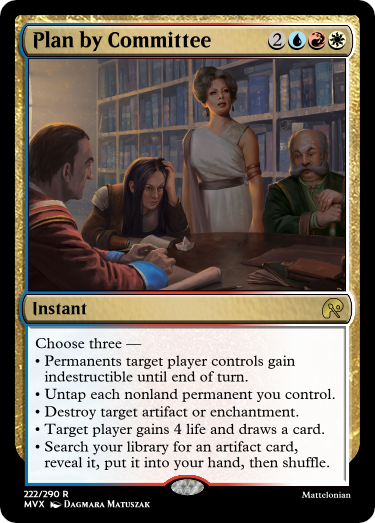 Plan by Committee 2
Instant
Choose three —
• Permanents target player controls gain
indestructible until end of turn.
• Untap each nonland permanent you control.
• Destroy target artifact or enchantment.
• Target player gains 4 life and draws a card.
• Search your library for an artifact card,
reveal it, put it into your hand, then shuffle.
222/290 R
MVX Dagmara Matuszak
Mattelonian